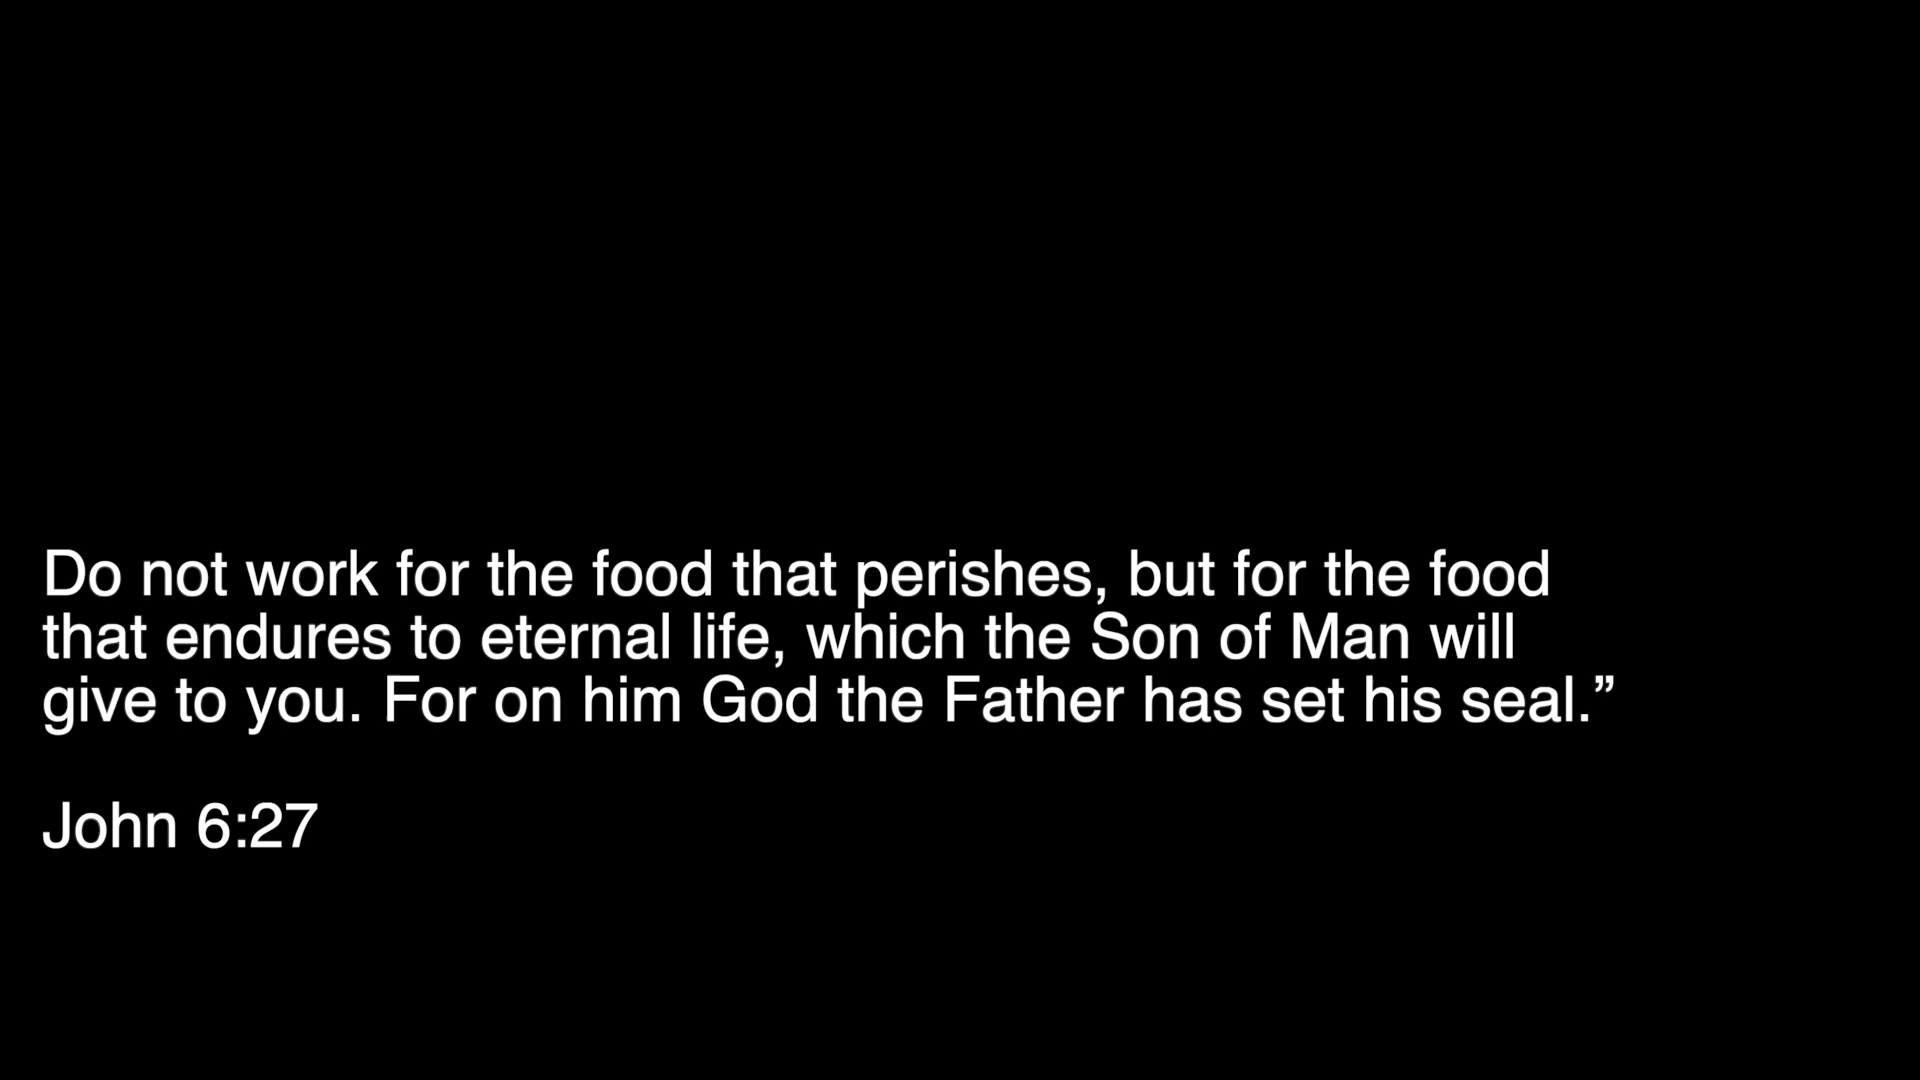 Do not work for the food that perishes, but for the food
that endures to eternal life, which the Son of Man will
give to you. For on him God the Father has set his seal.”
John 6:27